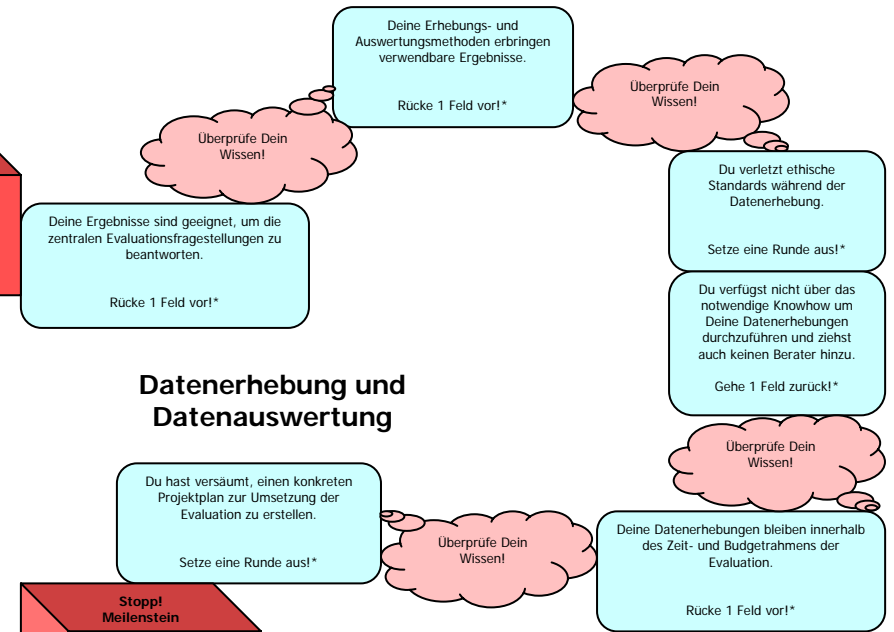 Deine Erhebungs- und
Auswertungsmethoden erbringen
verwendbare Ergebnisse.
Rücke 1 Feld vor!*
Überprüfe Dein
Wissen!
Überprüfe Dein
Wissen!
Du verletzt ethische
Standards während der
Datenerhebung.
Setze eine Runde aus!*
Deine Ergebnisse sind geeignet, um die
zentralen Evaluationsfragestellungen zu
beantworten.
Rücke 1 Feld vor!*
Du verfügst nicht über das
notwendige Knowhow um
Deine Datenerhebungen
durchzuführen und ziehst
auch keinen Berater hinzu.
Gehe 1 Feld zurück!*
Datenerhebung und
Datenauswertung
Überprüfe Dein
Wissen!
Du hast versäumt, einen konkreten
Projektplan zur Umsetzung der
Evaluation zu erstellen.
Setze eine Runde aus!*
Überprüfe Dein
Wissen!
Deine Datenerhebungen bleiben innerhalb
des Zeit- und Budgetrahmens der
Evaluation.
Rücke 1 Feld vor!*
Stopp!
Meilenstein